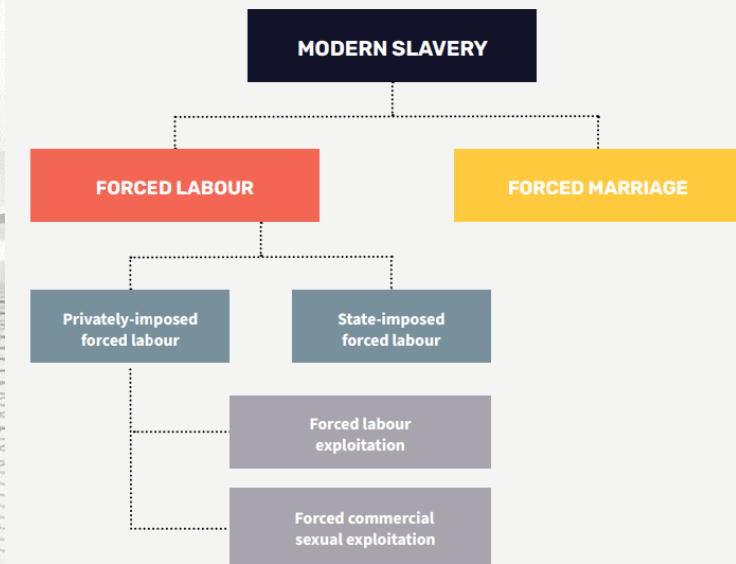 MODERN SLAVERY
FORCED LABOUR
FORCED MARRIAGE
Privately-imposed
forced labour
State-imposed
forced labour
Forced labour
exploitation
Forced commercial
sexual exploitation